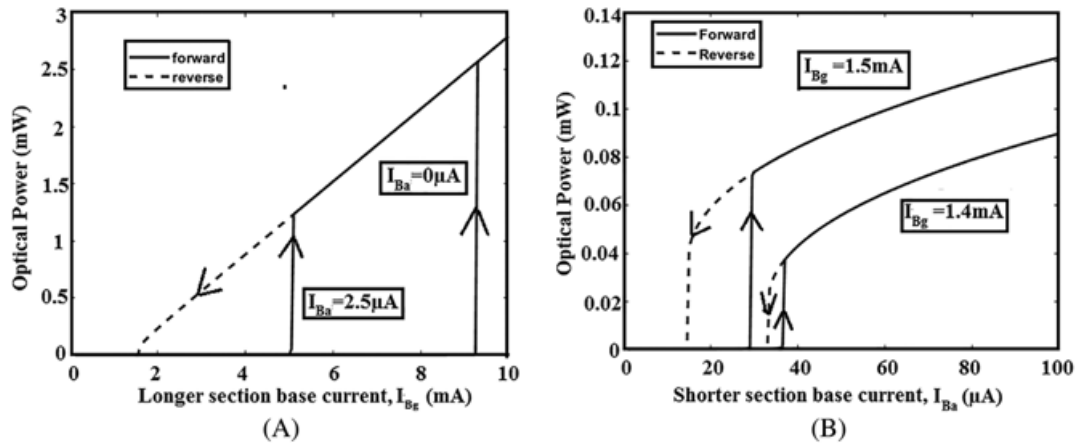 3
2.5
2
1.5
1
0.5
0
0 2 4 6 8 10
Optical Power (mW)
forward
reverse
I_Ba=0µA
I_Ba=2.5µA
Longer section base current, I_Bg (mA)
(A)
0.14
0.12
0.1
0.08
0.06
0.04
0.02
0
0 20 40 60 80 100
Optical Power (mW)
Forward
Reverse
I_Bg =1.5mA
I_Bg =1.4mA
Shorter section base current, I_Ba (µA)
(B)